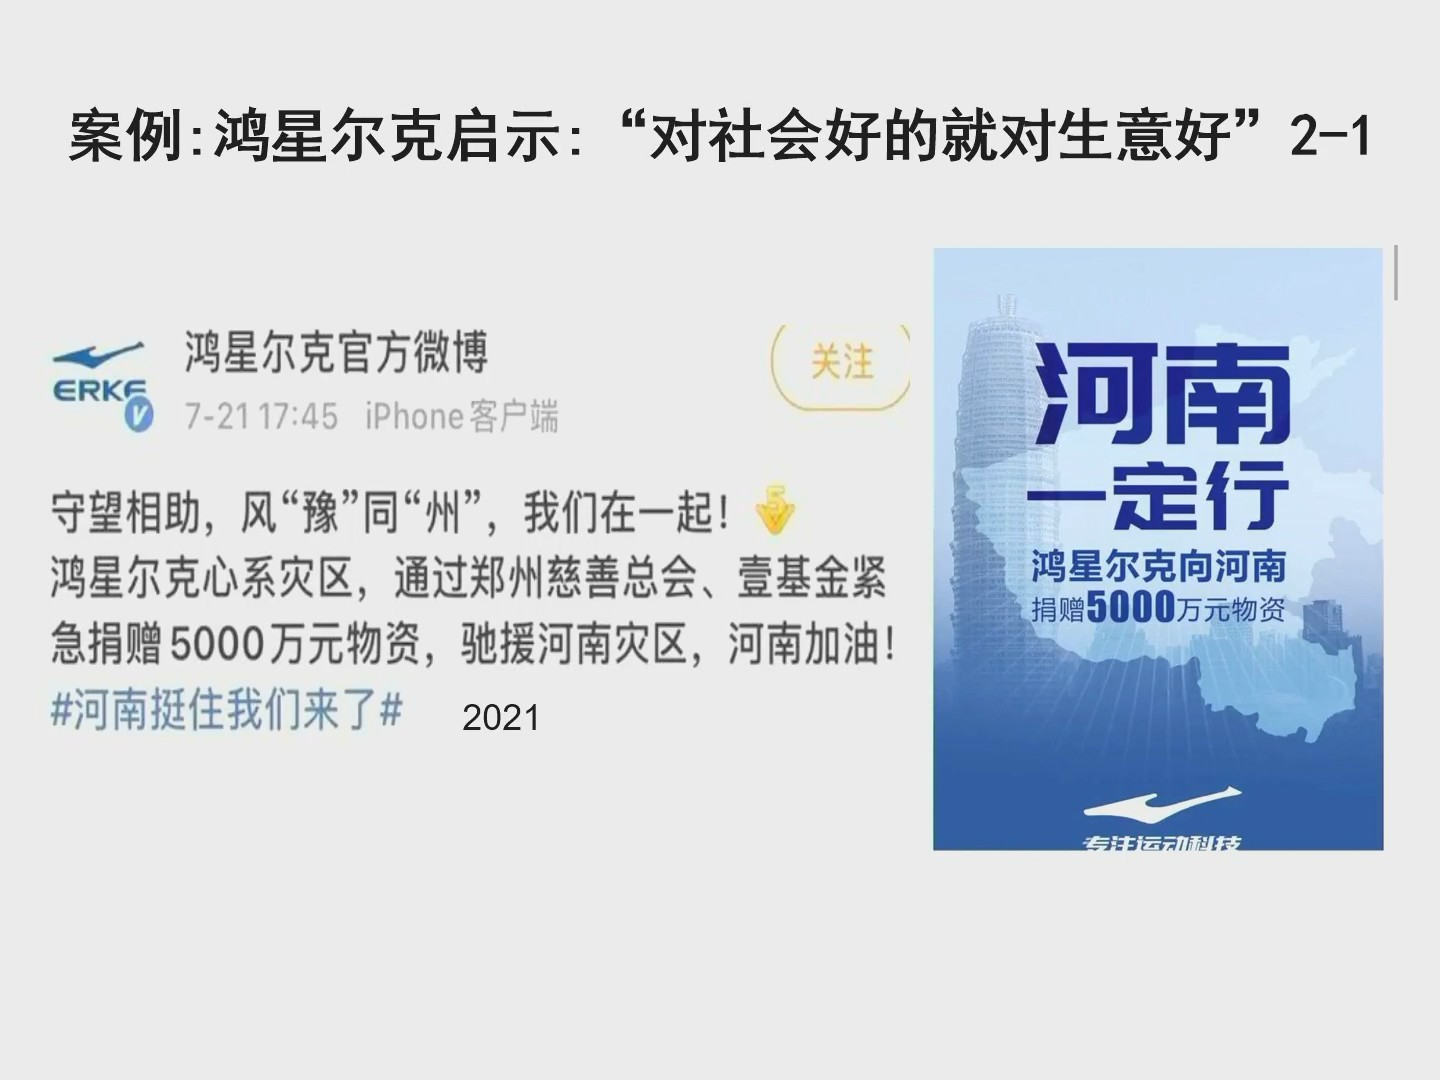 案例:鸿星尔克启示:“对社会好的就对生意好”2-1
鸿星尔克官方微博
7-21 17:45 iPhone客户端
关注
ERKE
守望相助，风“豫”同“州”，我们在一起！
鸿星尔克心系灾区，通过郑州慈善总会、壹基金紧
急捐赠5000万元物资，驰援河南灾区，河南加油！
#河南挺住我们来了#
2021
河南
一定行
鸿星尔克向河南
捐赠5000万元物资
专注运动科技